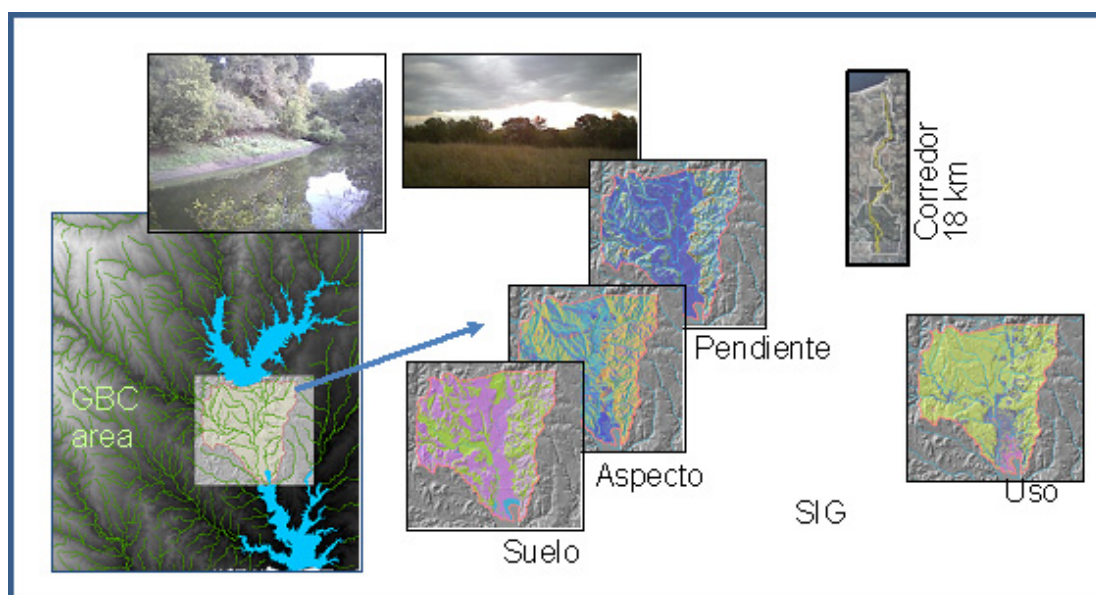 GBC
area
Corredor
18 km
Pendiente
Aspecto
Suelo
SIG
Uso